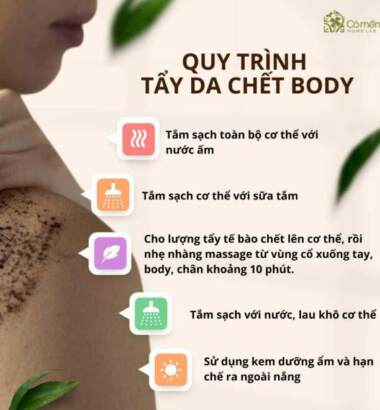 Cỏ mềm
HOME LAB
QUY TRÌNH
TẨY DA CHẾT BODY
Tắm sạch toàn bộ cơ thể với
nước ấm
Tắm sạch cơ thể với sữa tắm
Cho lượng tẩy tế bào chết lên cơ thể, rồi
nhẹ nhàng massage từ vùng cổ xuống tay,
body, chân khoảng 10 phút.
Tắm sạch với nước, lau khô cơ thể
Sử dụng kem dưỡng ẩm và hạn
chế ra ngoài nắng